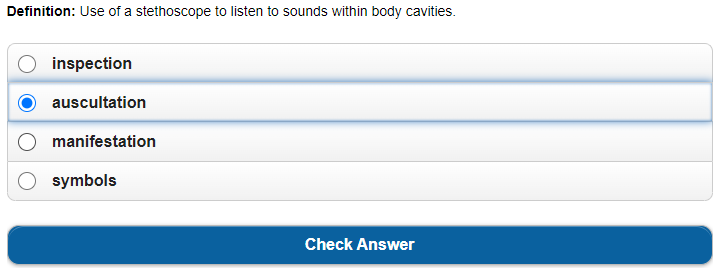 Definition: Use of a stethoscope to listen to sounds within body cavities.
inspection
auscultation
manifestation
symbols
Check Answer